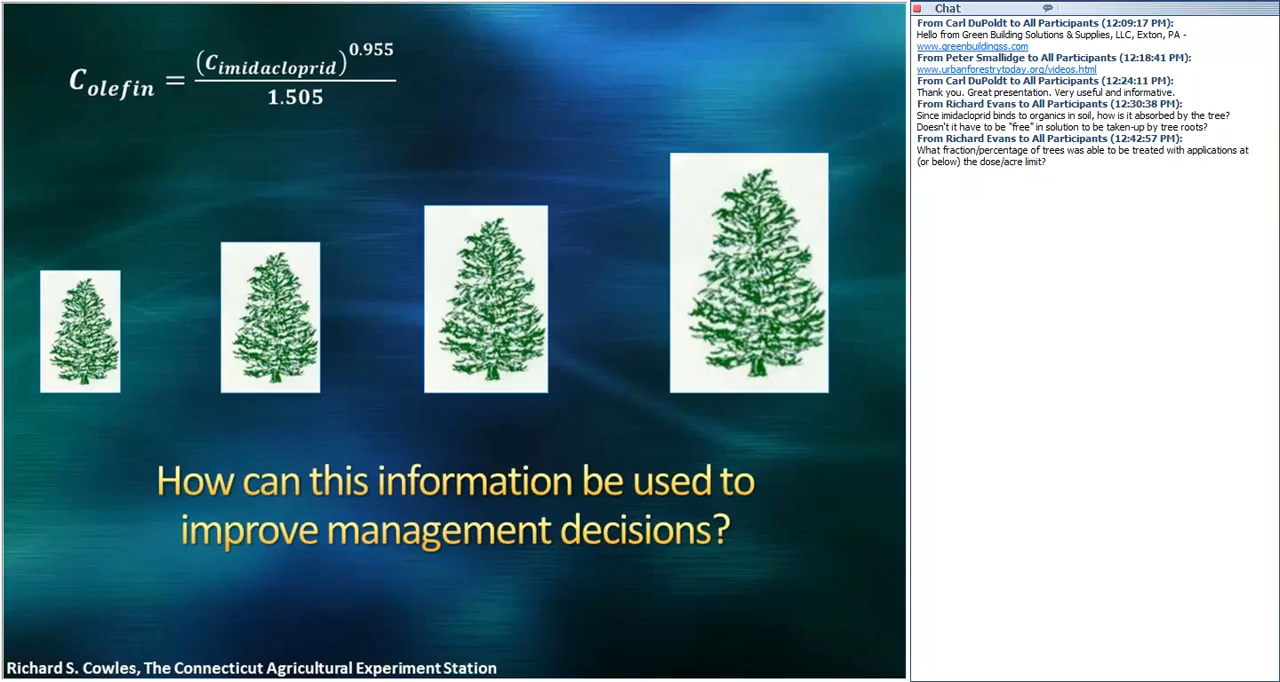 C_olefin = (C_imidacloprid)^0.955 / 1.505
How can this information be used to
improve management decisions?
Richard S. Cowles, The Connecticut Agricultural Experiment Station
Chat
From Carl DuPoldt to All Participants (12:09:17 PM):
Hello from Green Building Solutions & Supplies, LLC, Exton, PA -
www.greenbuildingss.com
From Peter Smallidge to All Participants (12:18:41 PM):
www.urbanforestrytoday.org/videos.html
From Carl DuPoldt to All Participants (12:24:11 PM):
Thank you. Great presentation. Very useful and informative.
From Richard Evans to All Participants (12:30:38 PM):
Since imidacloprid binds to organics in soil, how is it absorbed by the tree?
Doesn't it have to be "free" in solution to be taken-up by tree roots?
From Richard Evans to All Participants (12:42:57 PM):
What fraction/percentage of trees was able to be treated with applications at
(or below) the dose/acre limit?